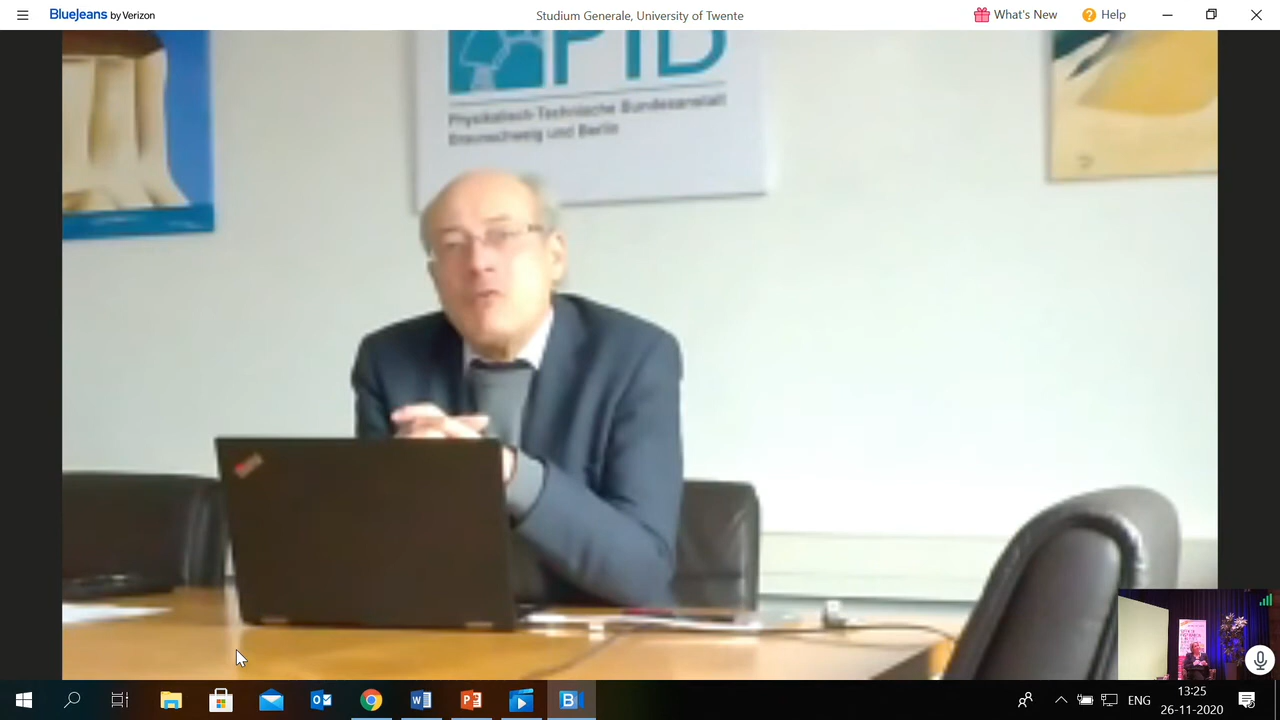 BlueJeans by Verizon
Studium Generale, University of Twente
What's New
Help
PTB
Physikalisch-Technische Bundesanstalt
Braunschweig und Berlin
ENG
13:25
26-11-2020